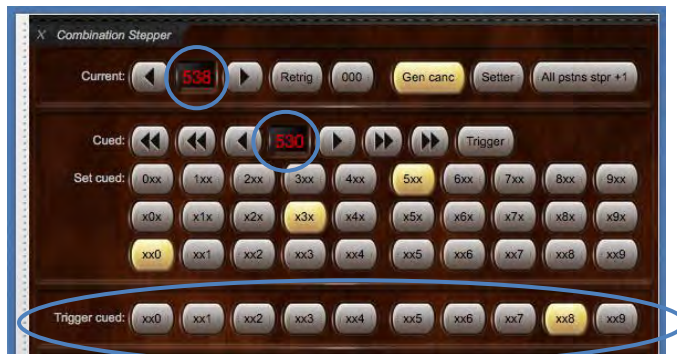 X Combination Stepper
Current: 538 Retrig 000 Gen canc Setter All pstns stpr +1
Cued: 530 Trigger
Set cued: 0xx 1xx 2xx 3xx 4xx 5xx 6xx 7xx 8xx 9xx
x0x x1x x2x x3x x4x x5x x6x x7x x8x x9x
xx0 xx1 xx2 xx3 xx4 xx5 xx6 xx7 xx8 xx9
Trigger cued: xx0 xx1 xx2 xx3 xx4 xx5 xx6 xx7 xx8 xx9